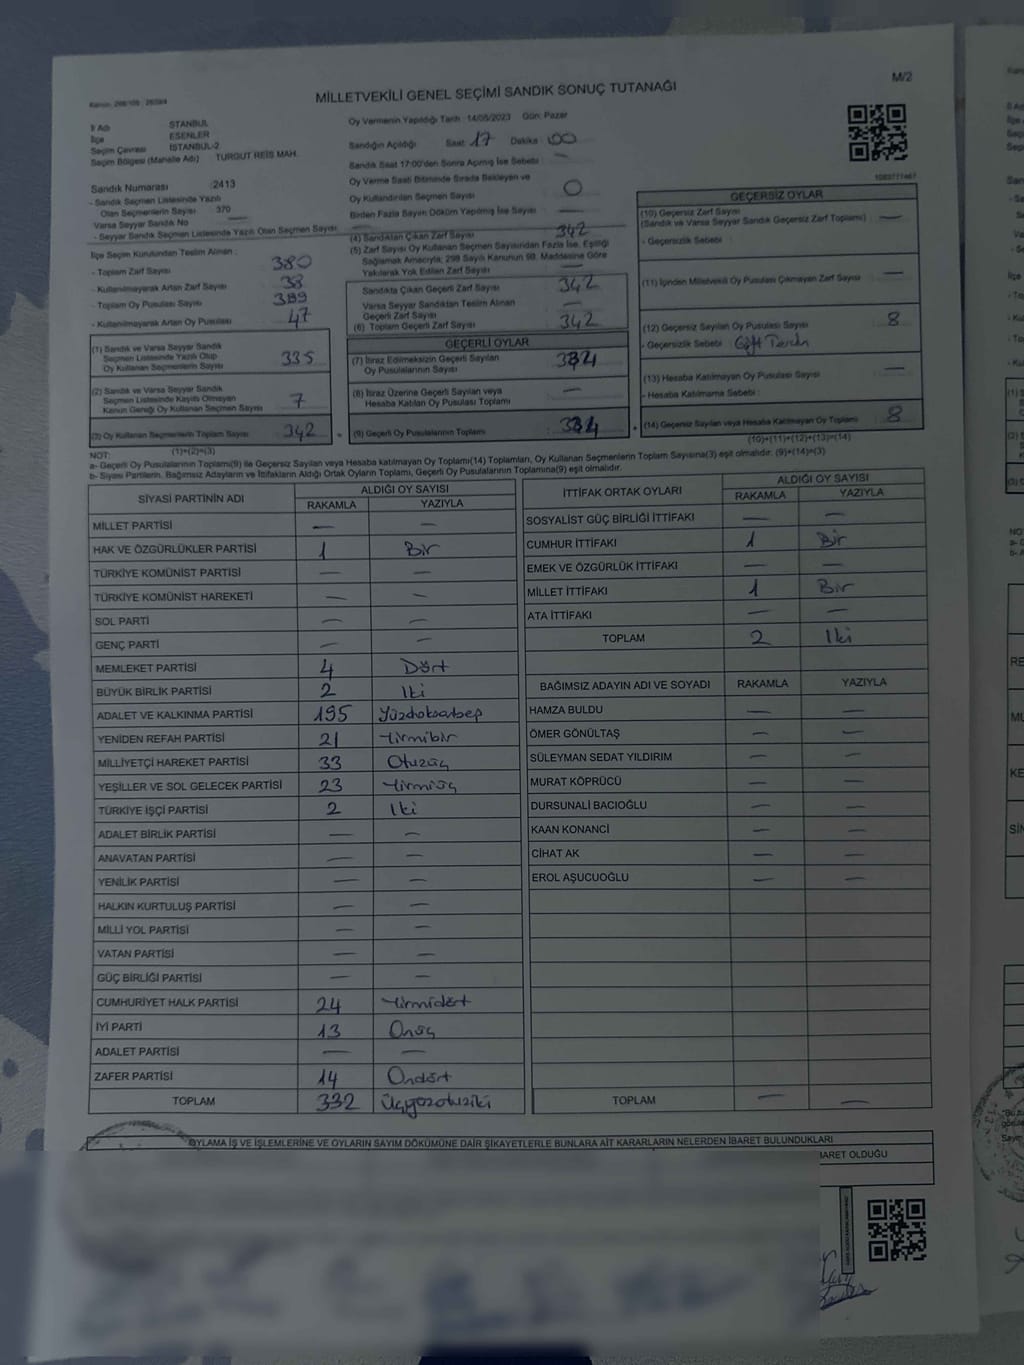 M/2
MİLLETVEKİLİ GENEL SEÇİMİ SANDIK SONUÇ TUTANAĞI
İl Adı İSTANBUL
İlçe ESENLER
Seçim Çevresi İSTANBUL-2
Seçim Bölgesi (Mahalle Adı) TURGUT REİS MAH.
Oy Vermenin Yapıldığı Tarih : 14/05/2023 Gün: Pazar
Sandığın Açıldığı Saat 17 Dakika 00
Sandık Saat 17:00'den Sonra Açılmış İse Sebebi : —
Oy Verme Saati Bitiminde Sırada Bekleyen ve
Oy Kullandırılan Seçmen Sayısı 0
Birden Fazla Sayım Döküm Yapılmış İse Sayısı —
Sandık Numarası :2413
- Sandık Seçmen Listesinde Yazılı
Olan Seçmenlerin Sayısı 370
Varsa Seyyar Sandık No —
- Seyyar Sandık Seçmen Listesinde Yazılı Olan Seçmen Sayısı —
İlçe Seçim Kurulundan Teslim Alınan :
- Toplam Zarf Sayısı 380
- Kullanılmayarak Artan Zarf Sayısı 38
- Toplam Oy Pusulası Sayısı 389
- Kullanılmayarak Artan Oy Pusulası 47
(1) Sandık ve Varsa Seyyar Sandık
Seçmen Listesinde Yazılı Olup
Oy Kullanan Seçmenlerin Sayısı 335
(2) Sandık ve Varsa Seyyar Sandık
Seçmen Listesinde Kayıtlı Olmayan
Kanun Gereği Oy Kullanan Seçmen Sayısı 7
(3) Oy Kullanan Seçmenlerin Toplam Sayısı 342
(1)+(2)=(3)
(4) Sandıktan Çıkan Zarf Sayısı 342
(5) Zarf Sayısı Oy Kullanan Seçmen Sayısından Fazla İse, Eşitliği
Sağlamak Amacıyla; 298 Sayılı Kanunun 98. Maddesine Göre
Yakılarak Yok Edilen Zarf Sayısı —
Sandıkta Çıkan Geçerli Zarf Sayısı 342
Varsa Seyyar Sandıktan Teslim Alınan
Geçerli Zarf Sayısı —
(6) Toplam Geçerli Zarf Sayısı 342
GEÇERLİ OYLAR
(7) İtiraz Edilmeksizin Geçerli Sayılan
Oy Pusulalarının Sayısı 334
(8) İtiraz Üzerine Geçerli Sayılan veya
Hesaba Katılan Oy Pusulası Toplamı —
(9) Geçerli Oy Pusulalarının Toplamı 334
GEÇERSİZ OYLAR
(10) Geçersiz Zarf Sayısı
(Sandık ve Varsa Seyyar Sandık Geçersiz Zarf Toplamı) —
- Geçersizlik Sebebi :
(11) İçinden Milletvekili Oy Pusulası Çıkmayan Zarf Sayısı —
(12) Geçersiz Sayılan Oy Pusulası Sayısı 8
- Geçersizlik Sebebi : Çift Tercih
(13) Hesaba Katılmayan Oy Pusulası Sayısı —
- Hesaba Katılmama Sebebi :
(14) Geçersiz Sayılan veya Hesaba Katılmayan Oy Toplamı 8
(10)+(11)+(12)+(13)=(14)
NOT:
a- Geçerli Oy Pusulalarının Toplamı(9) ile Geçersiz Sayılan veya Hesaba katılmayan Oy Toplamı(14) Toplamları, Oy Kullanan Seçmenlerin Toplam Sayısına(3) eşit olmalıdır. (9)+(14)=(3)
b- Siyasi Partilerin, Bağımsız Adayların ve İttifakların Aldığı Ortak Oyların Toplamı, Geçerli Oy Pusulalarının Toplamına(9) eşit olmalıdır.
SİYASİ PARTİNİN ADI ALDIĞI OY SAYISI
RAKAMLA YAZIYLA
MİLLET PARTİSİ — —
HAK VE ÖZGÜRLÜKLER PARTİSİ 1 Bir
TÜRKİYE KOMÜNİST PARTİSİ — —
TÜRKİYE KOMÜNİST HAREKETİ — —
SOL PARTİ — —
GENÇ PARTİ — —
MEMLEKET PARTİSİ 4 Dört
BÜYÜK BİRLİK PARTİSİ 2 İki
ADALET VE KALKINMA PARTİSİ 195 Yüzdoksanbeş
YENİDEN REFAH PARTİSİ 21 Yirmibir
MİLLİYETÇİ HAREKET PARTİSİ 33 Otuzüç
YEŞİLLER VE SOL GELECEK PARTİSİ 23 Yirmiüç
TÜRKİYE İŞÇİ PARTİSİ 2 İki
ADALET BİRLİK PARTİSİ — —
ANAVATAN PARTİSİ — —
YENİLİK PARTİSİ — —
HALKIN KURTULUŞ PARTİSİ — —
MİLLİ YOL PARTİSİ — —
VATAN PARTİSİ — —
GÜÇ BİRLİĞİ PARTİSİ — —
CUMHURİYET HALK PARTİSİ 24 Yirmidört
İYİ PARTİ 13 Onüç
ADALET PARTİSİ — —
ZAFER PARTİSİ 14 Ondört
TOPLAM 332 Üçyüzotuziki
İTTİFAK ORTAK OYLARI ALDIĞI OY SAYISI
RAKAMLA YAZIYLA
SOSYALİST GÜÇ BİRLİĞİ İTTİFAKI — —
CUMHUR İTTİFAKI 1 Bir
EMEK VE ÖZGÜRLÜK İTTİFAKI — —
MİLLET İTTİFAKI 1 Bir
ATA İTTİFAKI — —
TOPLAM 2 İki
BAĞIMSIZ ADAYIN ADI VE SOYADI RAKAMLA YAZIYLA
HAMZA BULDU — —
ÖMER GÖNÜLTAŞ — —
SÜLEYMAN SEDAT YILDIRIM — —
MURAT KÖPRÜCÜ — —
DURSUNALİ BACIOĞLU — —
KAAN KONANCİ — —
CİHAT AK — —
EROL AŞUCUOĞLU — —
TOPLAM — —
OYLAMA İŞ VE İŞLEMLERİNE VE OYLARIN SAYIM DÖKÜMÜNE DAİR ŞİKAYETLERLE BUNLARA AİT KARARLARIN NELERDEN İBARET BULUNDUKLARI
İBARET OLDUĞU